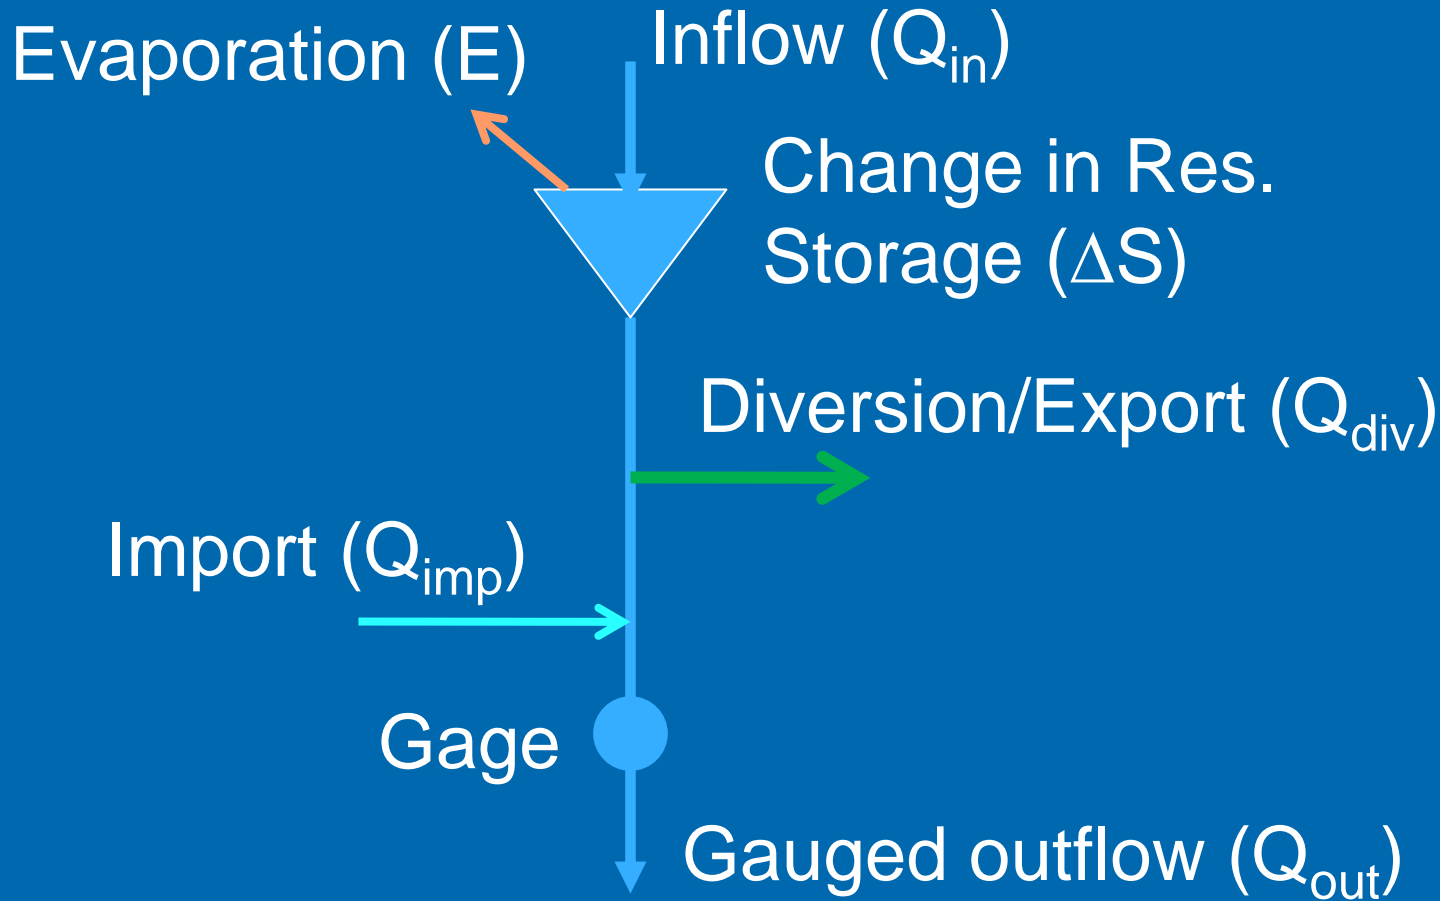 Evaporation (E)
Inflow (Qin)
Change in Res.
Storage (ΔS)
Diversion/Export (Qdiv)
Import (Qimp)
Gage
Gauged outflow (Qout)